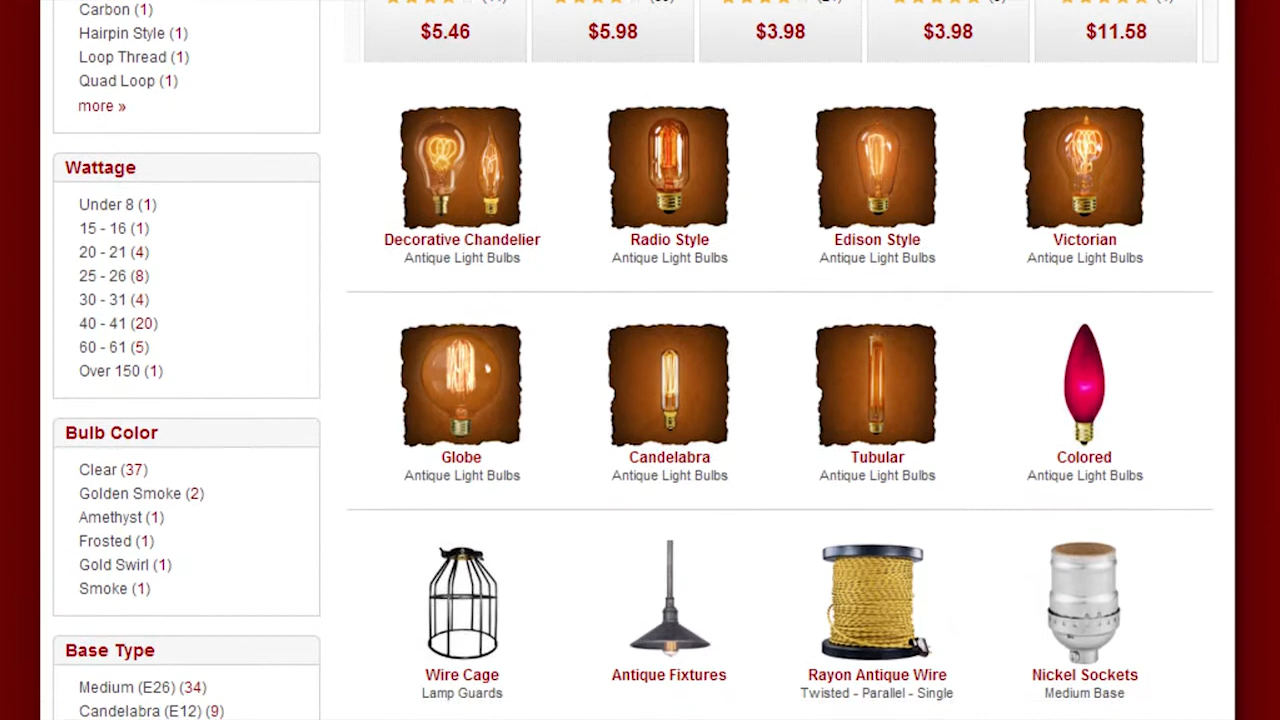 Carbon (1)
Hairpin Style (1)
Loop Thread (1)
Quad Loop (1)
more »
Wattage
Under 8 (1)
15 - 16 (1)
20 - 21 (4)
25 - 26 (8)
30 - 31 (4)
40 - 41 (20)
60 - 61 (5)
Over 150 (1)
Bulb Color
Clear (37)
Golden Smoke (2)
Amethyst (1)
Frosted (1)
Gold Swirl (1)
Smoke (1)
Base Type
Medium (E26) (34)
Candelabra (E12) (9)
$5.46 $5.98 $3.98 $3.98 $11.58
Decorative Chandelier Radio Style Edison Style Victorian
Antique Light Bulbs Antique Light Bulbs Antique Light Bulbs Antique Light Bulbs
Globe Candelabra Tubular Colored
Antique Light Bulbs Antique Light Bulbs Antique Light Bulbs Antique Light Bulbs
Wire Cage Antique Fixtures Rayon Antique Wire Nickel Sockets
Lamp Guards Twisted - Parallel - Single Medium Base